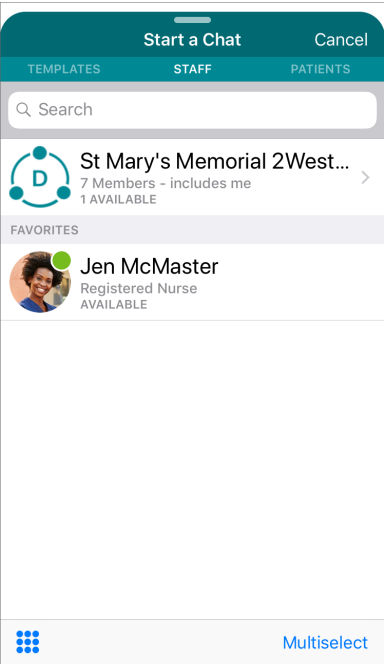 Start a Chat
Cancel
TEMPLATES
STAFF
PATIENTS
Search
D
St Mary's Memorial 2West...
7 Members - includes me
1 AVAILABLE
FAVORITES
Jen McMaster
Registered Nurse
AVAILABLE
Multiselect